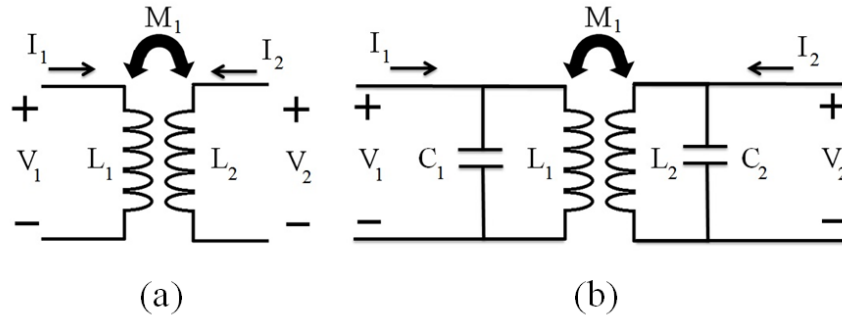 M₁ M₁
I₁ I₂ I₁ I₂
+ + + +
V₁ L₁ L₂ V₂ V₁ C₁ L₁ L₂ C₂ V₂
− − − −
(a) (b)